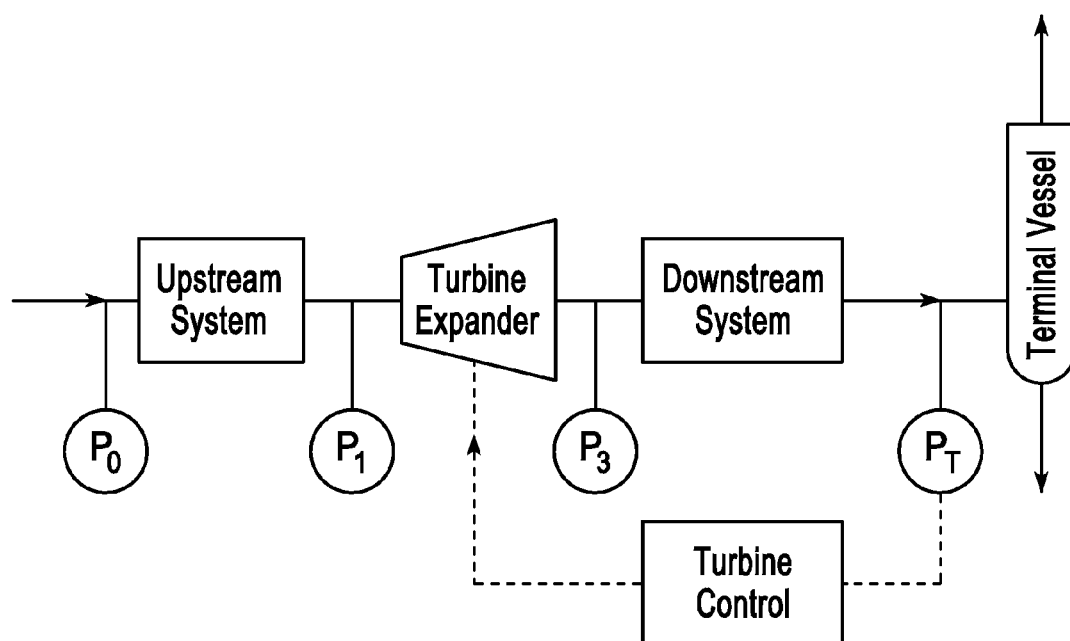 Upstream
System
Turbine
Expander
Downstream
System
Terminal Vessel
P0
P1
P3
PT
Turbine
Control